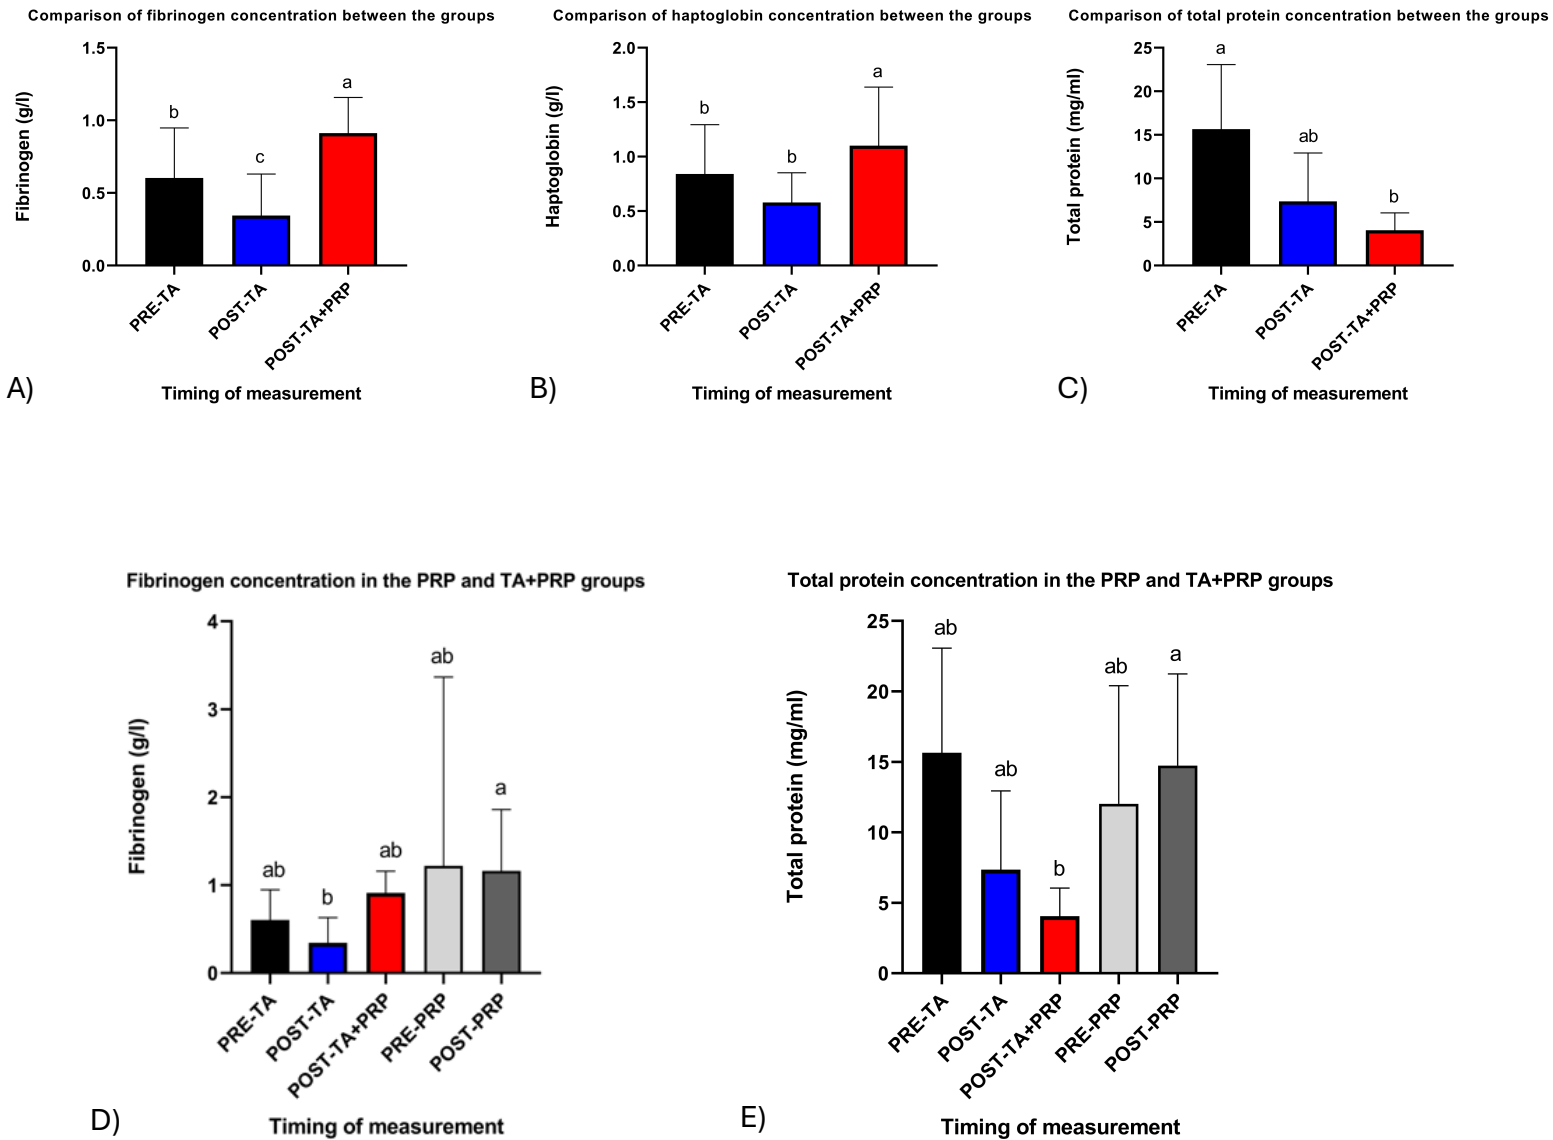 Comparison of fibrinogen concentration between the groups
Fibrinogen (g/l)
1.5
1.0
0.5
0.0
b
c
a
PRE-TA
POST-TA
POST-TA+PRP
Timing of measurement
A)
Comparison of haptoglobin concentration between the groups
Haptoglobin (g/l)
2.0
1.5
1.0
0.5
0.0
b
b
a
PRE-TA
POST-TA
POST-TA+PRP
Timing of measurement
B)
Comparison of total protein concentration between the groups
Total protein (mg/ml)
25
20
15
10
5
0
a
ab
b
PRE-TA
POST-TA
POST-TA+PRP
Timing of measurement
C)
Fibrinogen concentration in the PRP and TA+PRP groups
Fibrinogen (g/l)
4
3
2
1
0
ab
b
ab
ab
a
PRE-TA
POST-TA
POST-TA+PRP
PRE-PRP
POST-PRP
Timing of measurement
D)
Total protein concentration in the PRP and TA+PRP groups
Total protein (mg/ml)
25
20
15
10
5
0
ab
ab
b
ab
a
PRE-TA
POST-TA
POST-TA+PRP
PRE-PRP
POST-PRP
Timing of measurement
E)